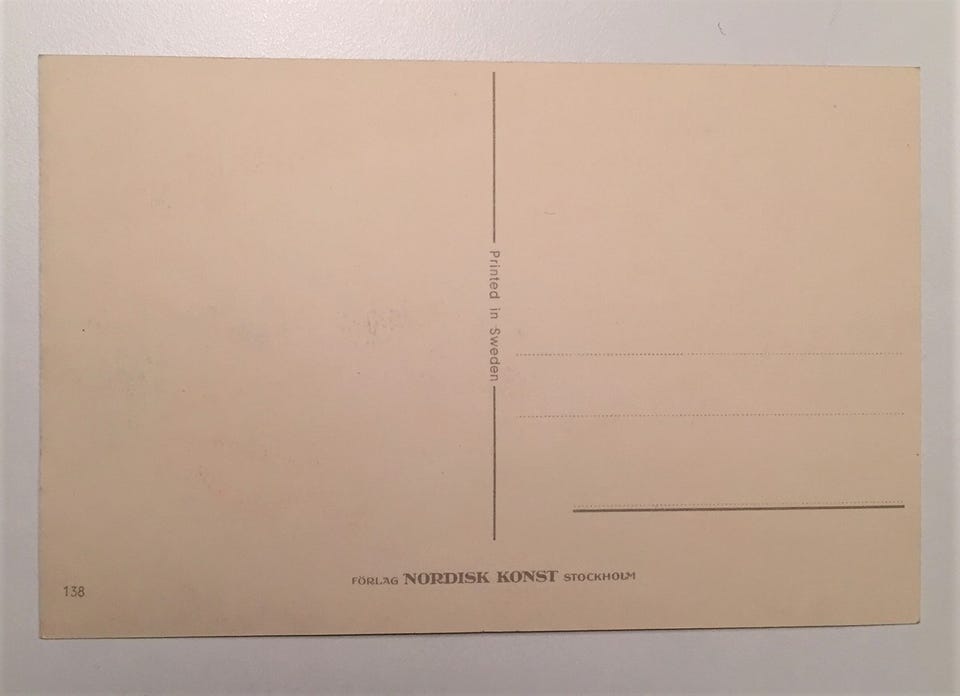 Printed in Sweden
FÖRLAG NORDISK KONST STOCKHOLM
138